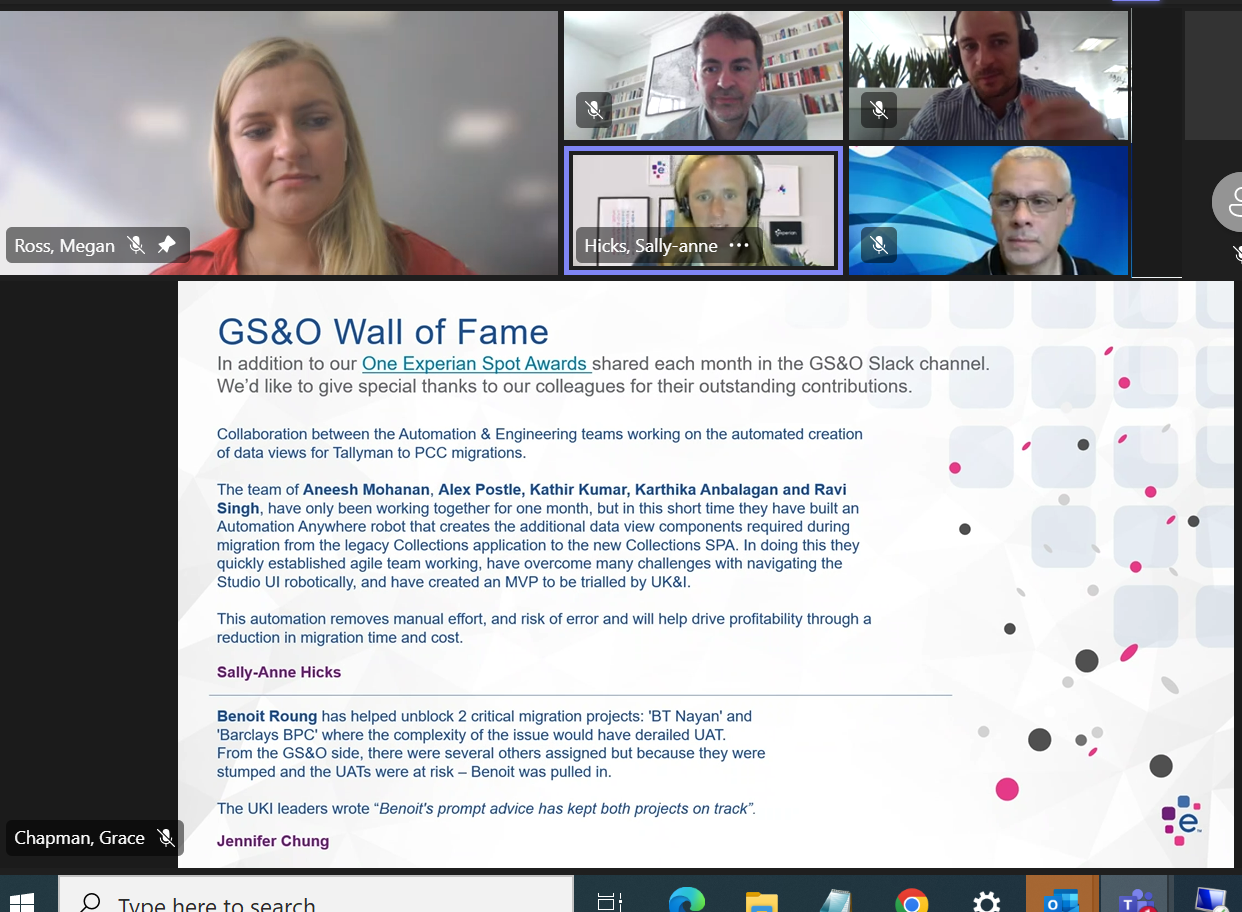 Ross, Megan
Hicks, Sally-anne
experian
GS&O Wall of Fame
In addition to our One Experian Spot Awards shared each month in the GS&O Slack channel.
We'd like to give special thanks to our colleagues for their outstanding contributions.
Collaboration between the Automation & Engineering teams working on the automated creation
of data views for Tallyman to PCC migrations.
The team of Aneesh Mohanan, Alex Postle, Kathir Kumar, Karthika Anbalagan and Ravi
Singh, have only been working together for one month, but in this short time they have built an
Automation Anywhere robot that creates the additional data view components required during
migration from the legacy Collections application to the new Collections SPA. In doing this they
quickly established agile team working, have overcome many challenges with navigating the
Studio UI robotically, and have created an MVP to be trialled by UK&I.
This automation removes manual effort, and risk of error and will help drive profitability through a
reduction in migration time and cost.
Sally-Anne Hicks
Benoit Roung has helped unblock 2 critical migration projects: 'BT Nayan' and
'Barclays BPC' where the complexity of the issue would have derailed UAT.
From the GS&O side, there were several others assigned but because they were
stumped and the UATs were at risk – Benoit was pulled in.
The UKI leaders wrote “Benoit's prompt advice has kept both projects on track”.
Jennifer Chung
e
Chapman, Grace
Type here to search